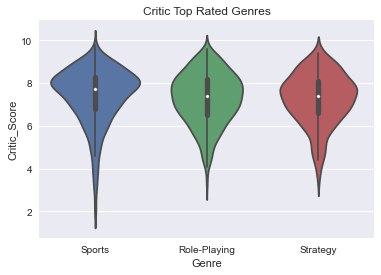 Critic Top Rated Genres
10
8
6
4
2
Critic_Score
Sports Role-Playing Strategy
Genre